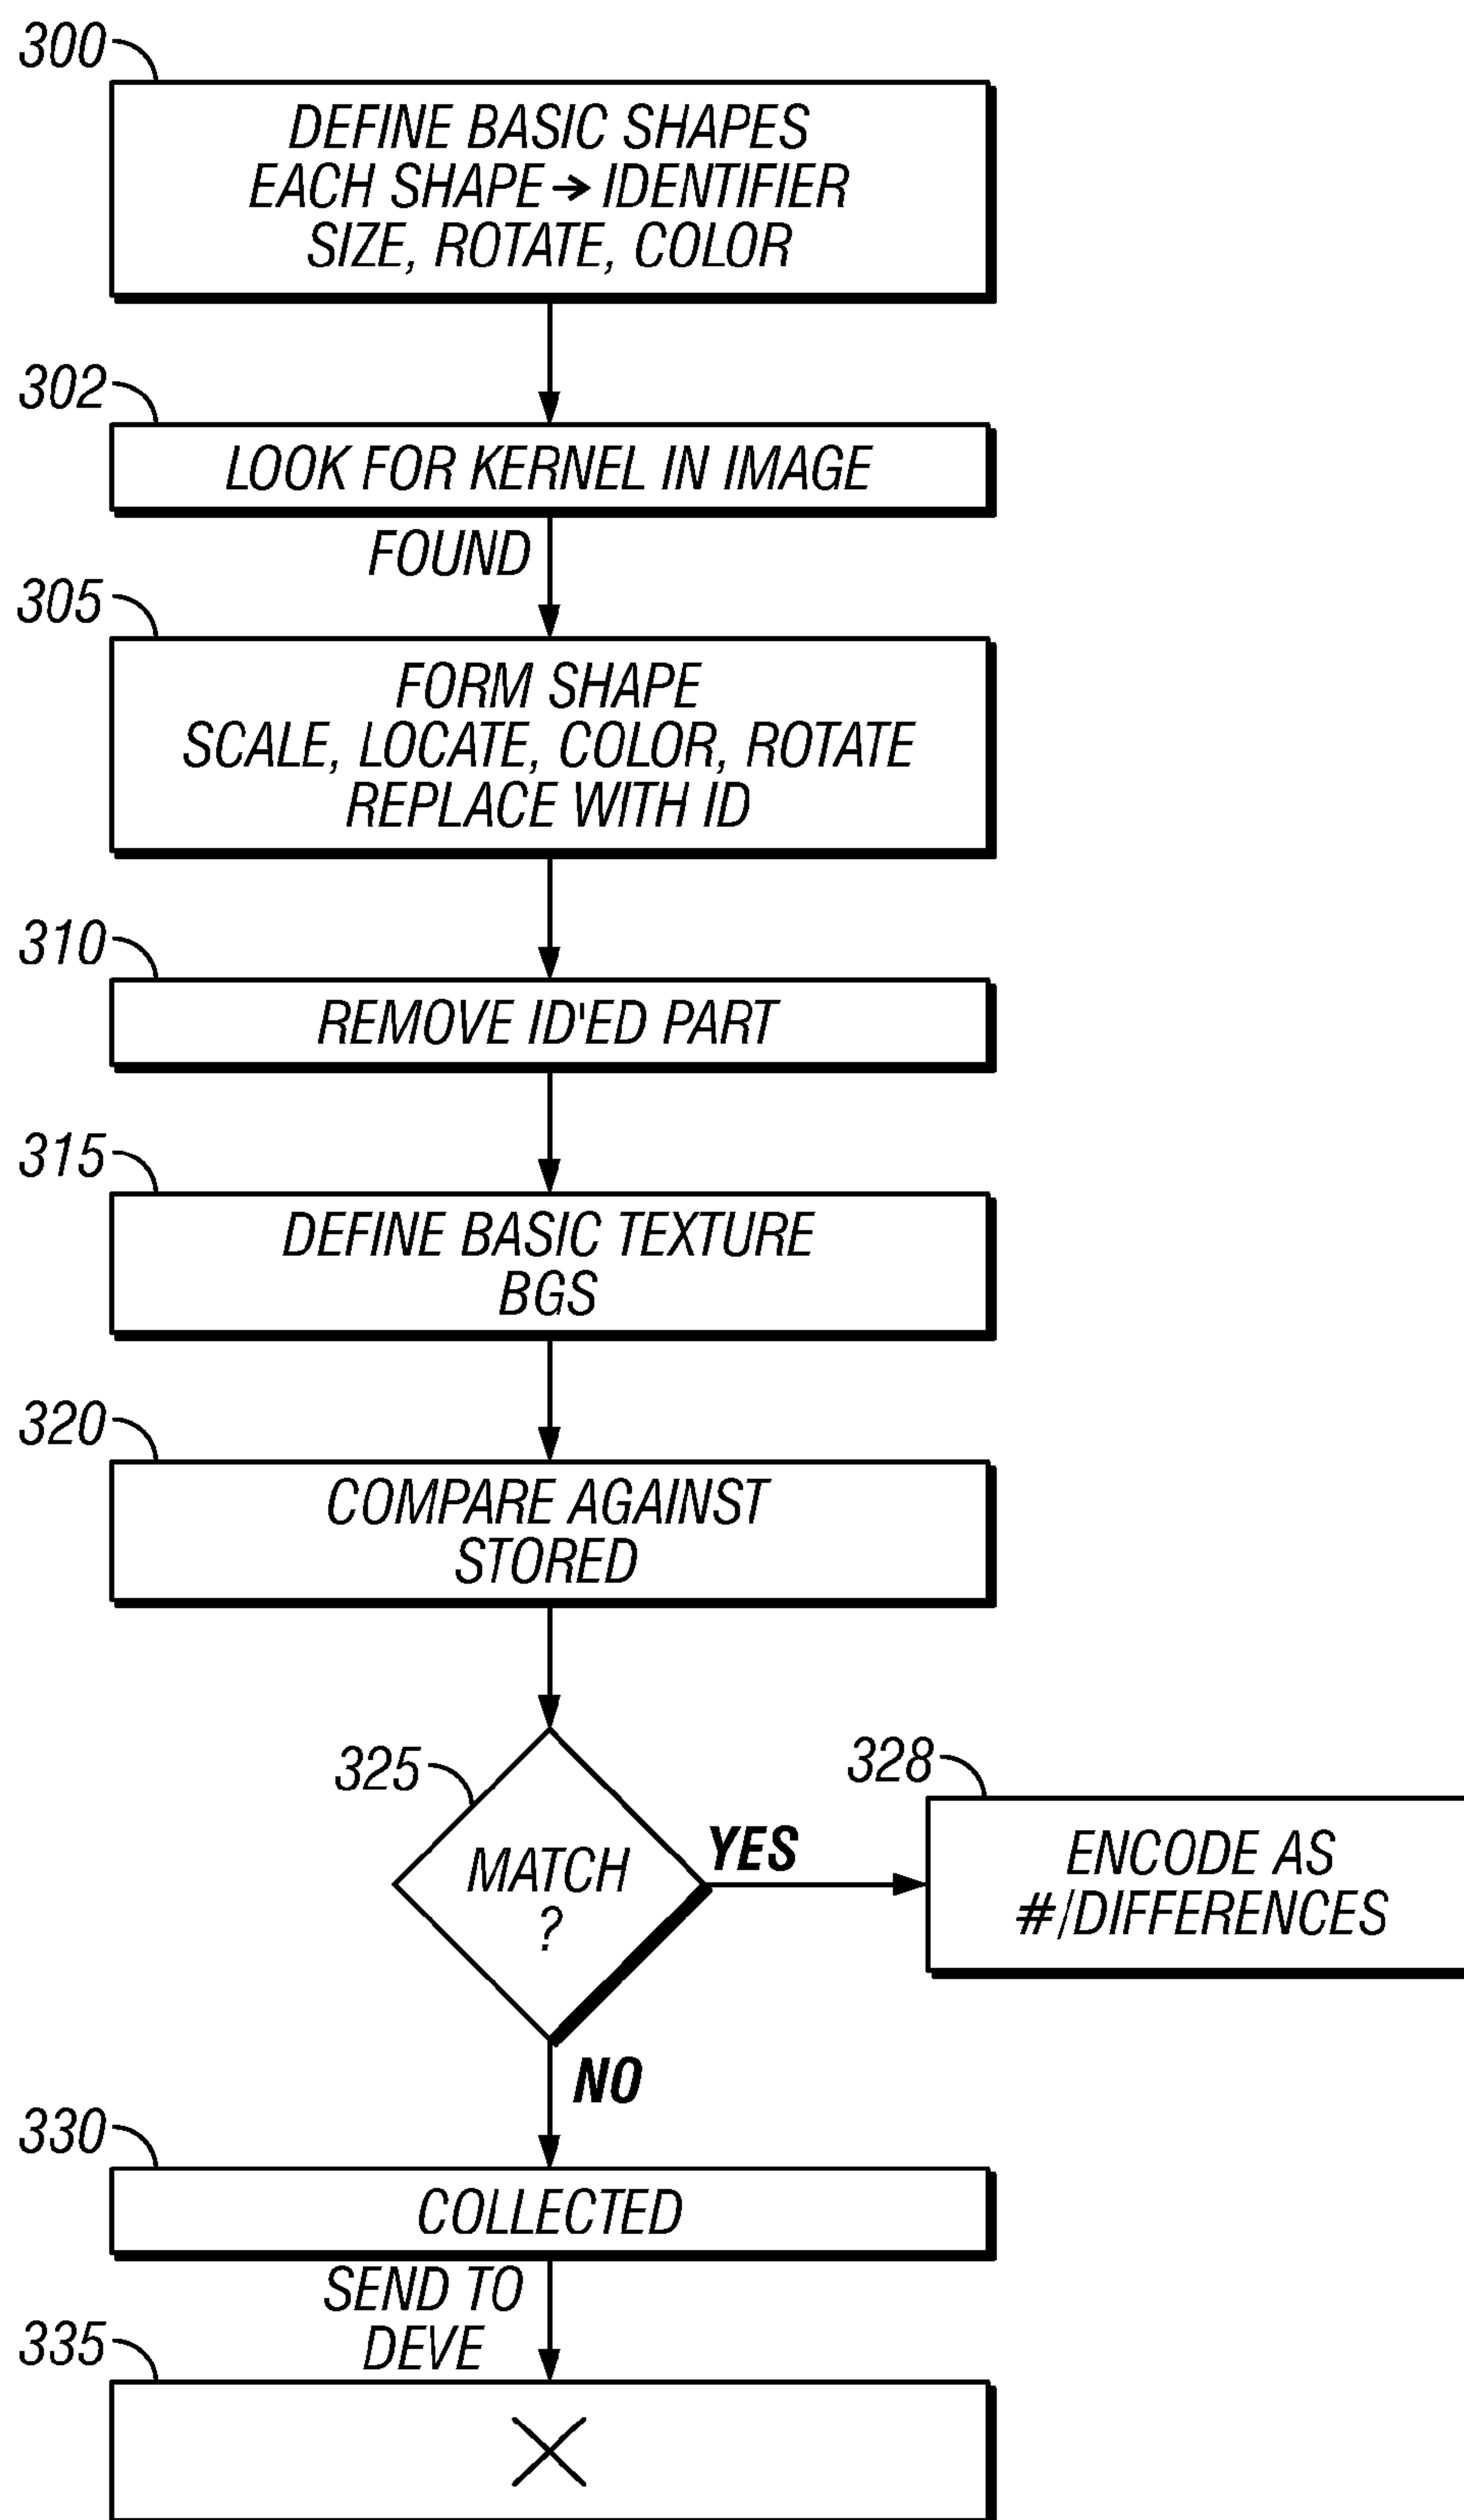 300
DEFINE BASIC SHAPES
EACH SHAPE→IDENTIFIER
SIZE, ROTATE, COLOR
302
LOOK FOR KERNEL IN IMAGE
FOUND
305
FORM SHAPE
SCALE, LOCATE, COLOR, ROTATE
REPLACE WITH ID
310
REMOVE ID'ED PART
315
DEFINE BASIC TEXTURE
BGS
320
COMPARE AGAINST
STORED
325
MATCH
?
YES
328
ENCODE AS
#/DIFFERENCES
NO
330
COLLECTED
SEND TO
DEVE
335